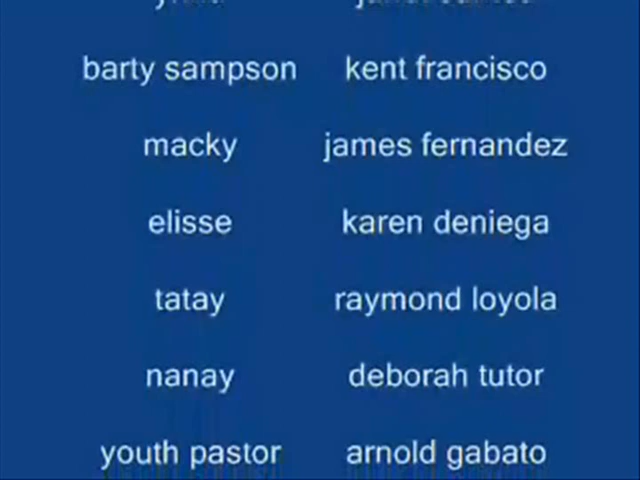 barty sampson kent francisco
macky james fernandez
elisse karen deniega
tatay raymond loyola
nanay deborah tutor
youth pastor arnold gabato